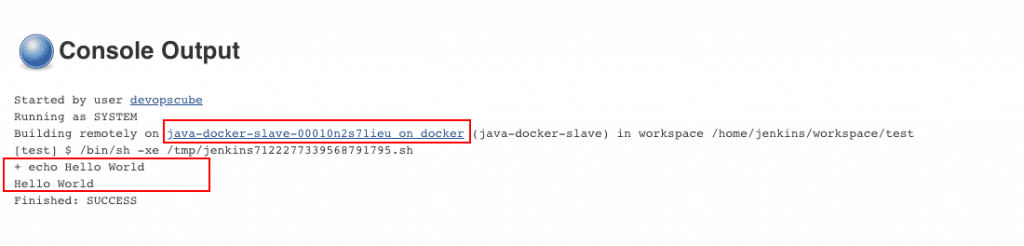 Console Output
Started by user devopscube
Running as SYSTEM
Building remotely on java-docker-slave-00010n2s71ieu on docker (java-docker-slave) in workspace /home/jenkins/workspace/test
[test] $ /bin/sh -xe /tmp/jenkins7122277339568791795.sh
+ echo Hello World
Hello World
Finished: SUCCESS